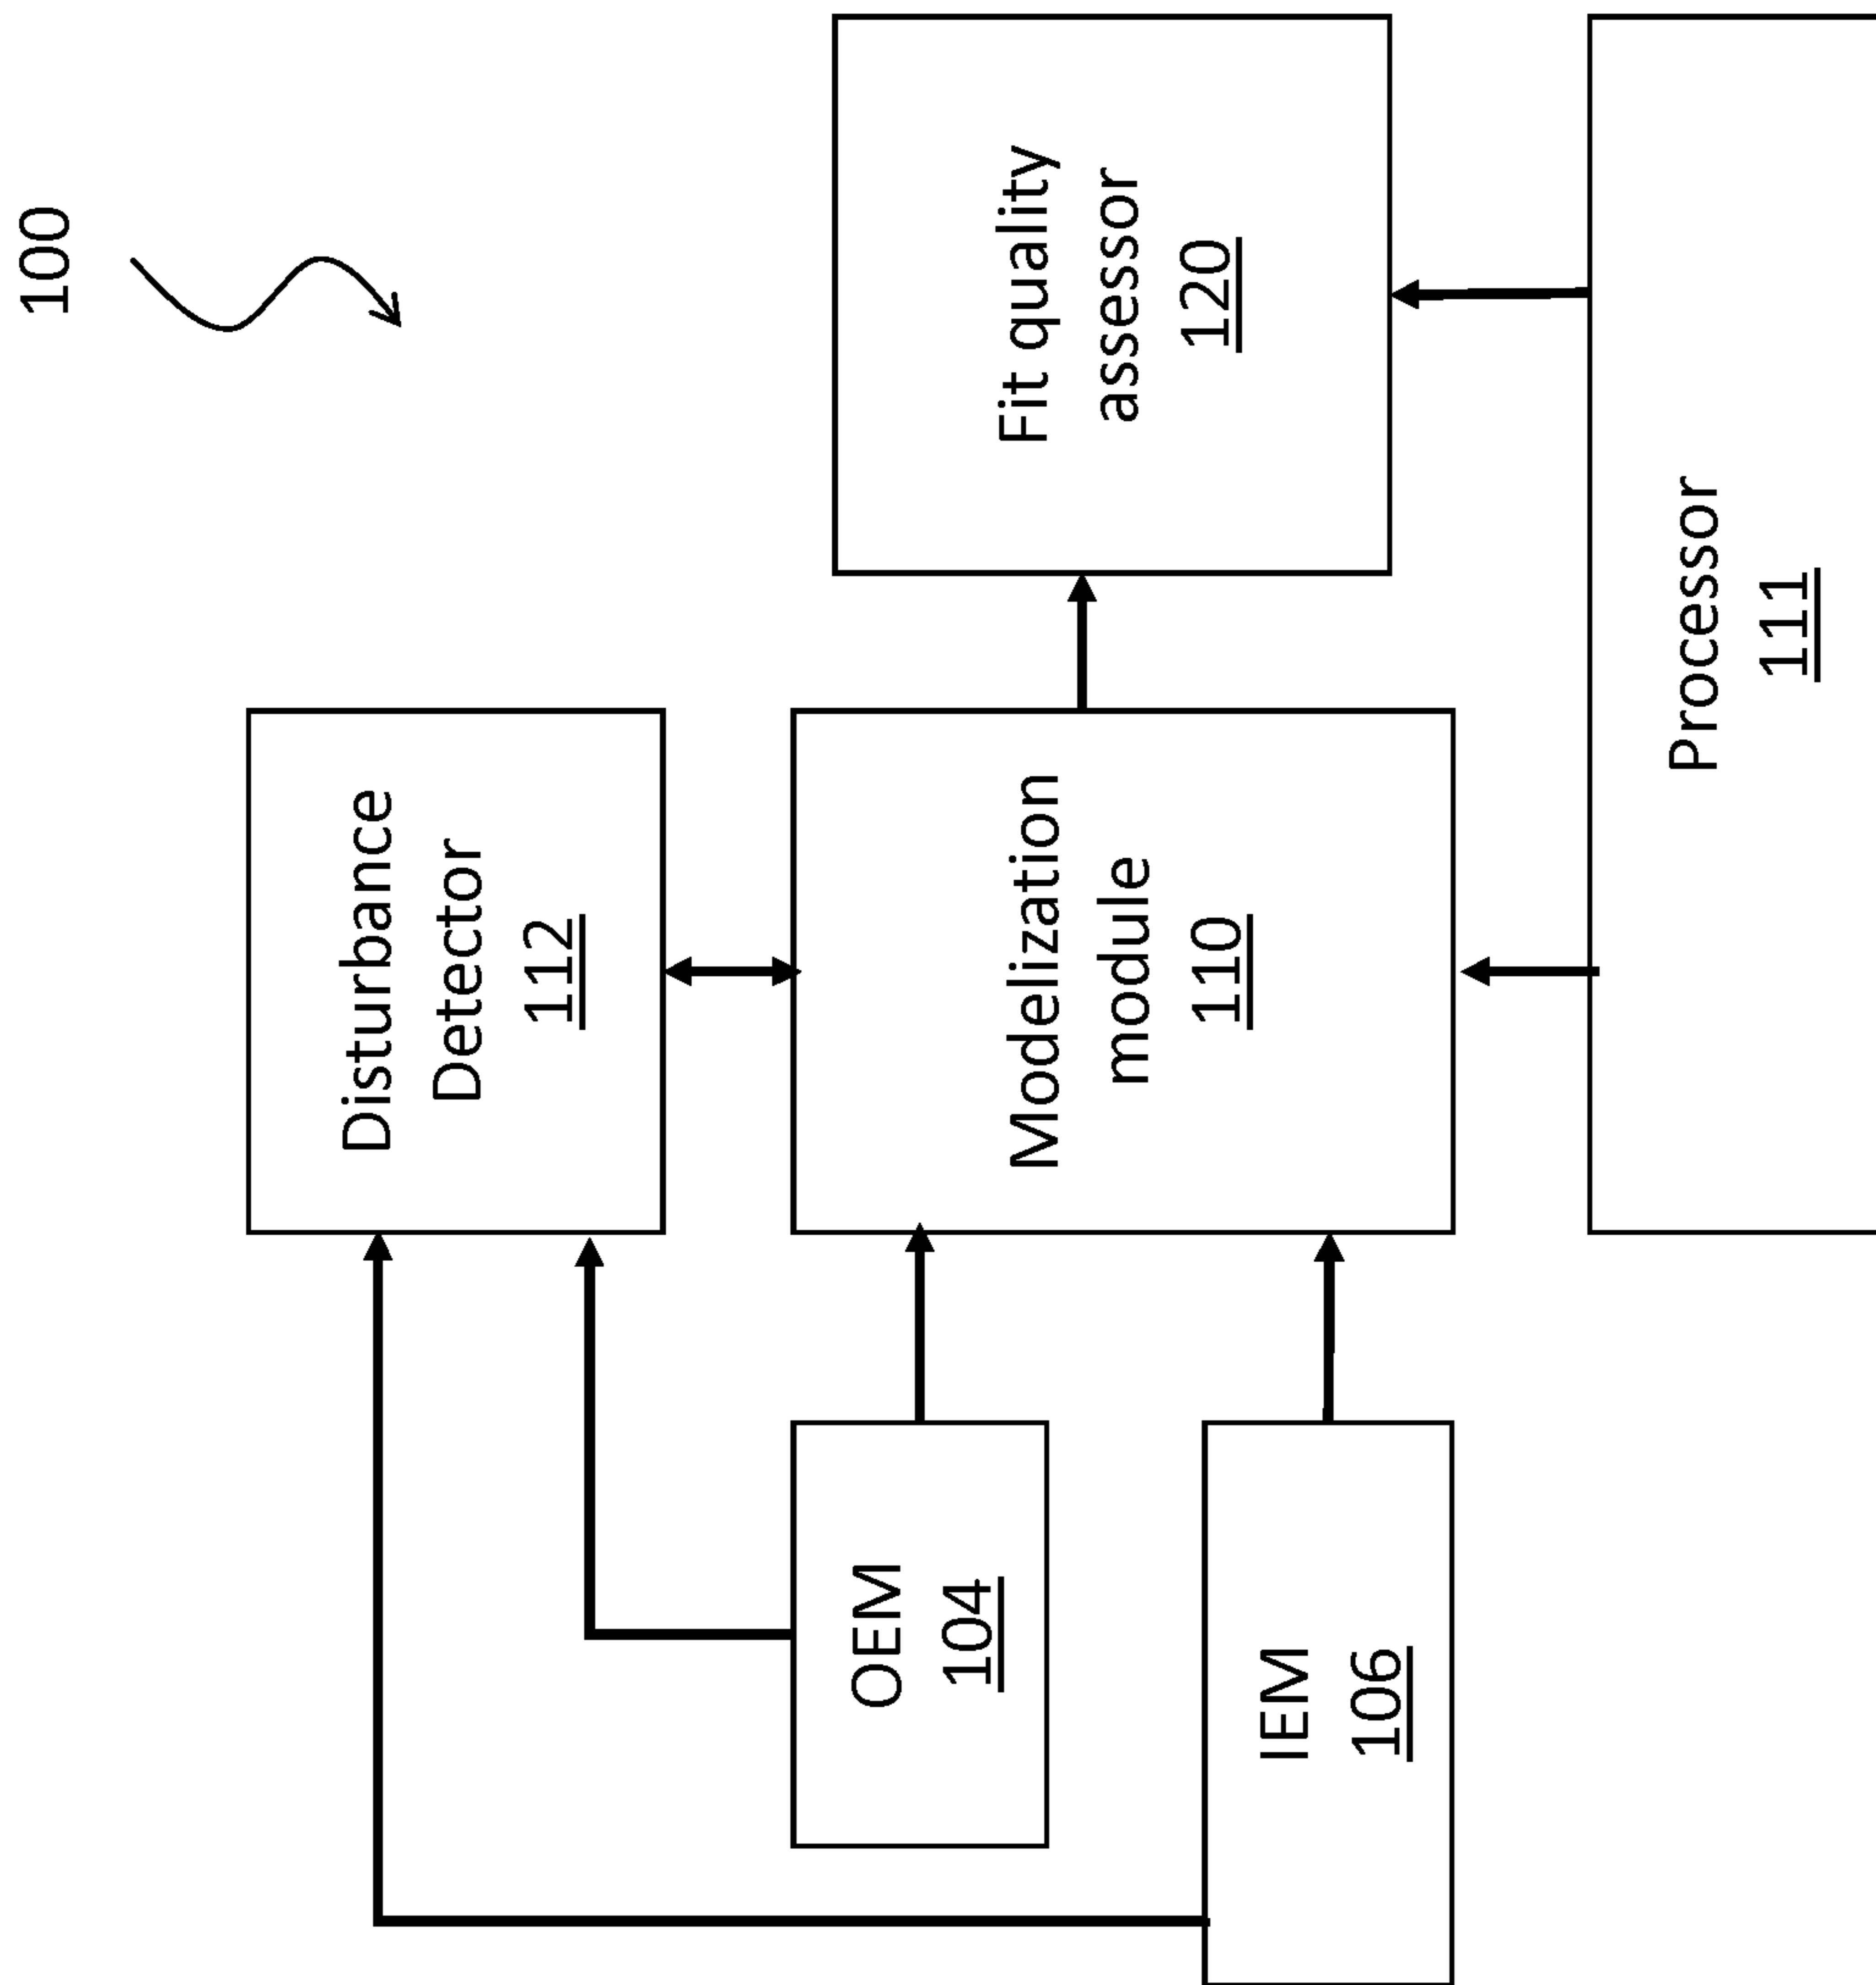 100
Disturbance
Detector
112
OEM
104
Modelization
module
110
Fit quality
assessor
120
IEM
106
Processor
111